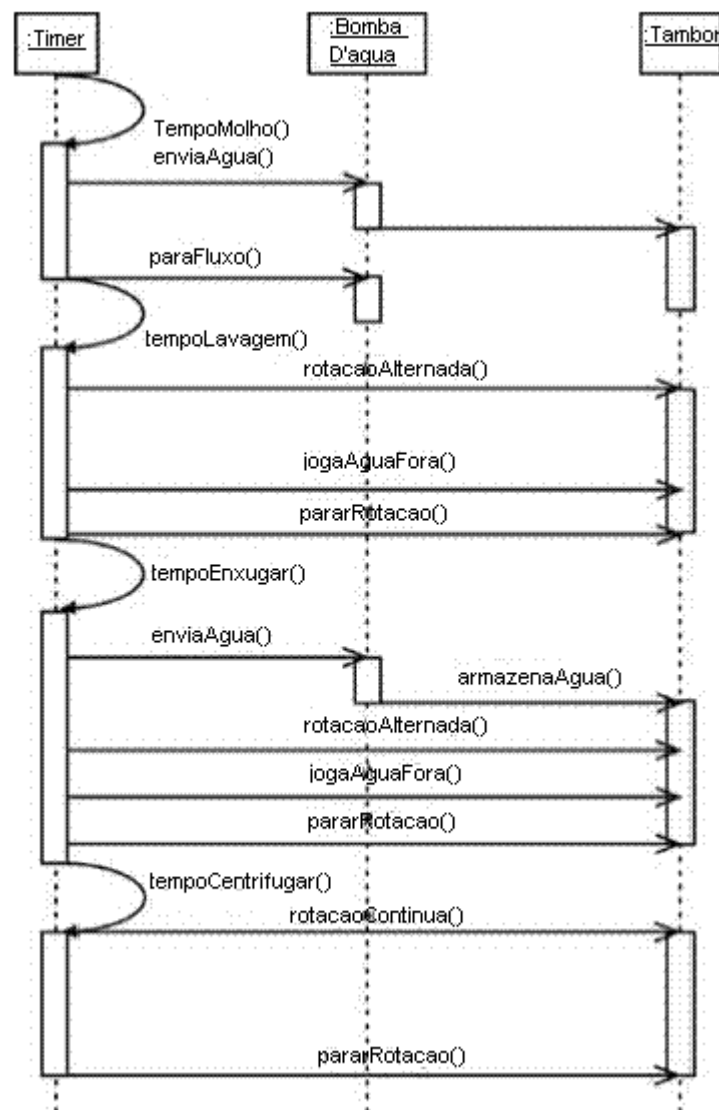 :Timer
:Bomba
D'aqua
:Tambor
TempoMolho()
enviaAgua()
paraFluxo()
tempoLavagem()
rotacaoAlternada()
jogaAguaFora()
pararRotacao()
tempoEnxugar()
enviaAgua()
armazenaAgua()
rotacaoAlternada()
jogaAguaFora()
pararRotacao()
tempoCentrifugar()
rotacaoContinua()
pararRotacao()